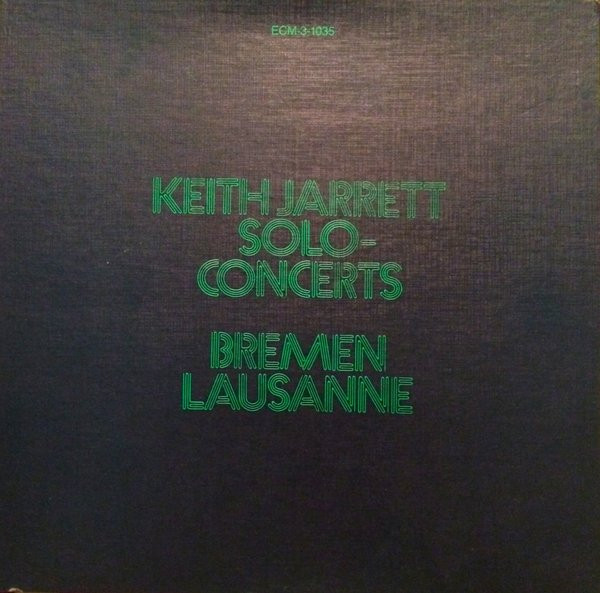 ECM-3-1035
KEITH JARRETT
SOLO-
CONCERTS
BREMEN
LAUSANNE